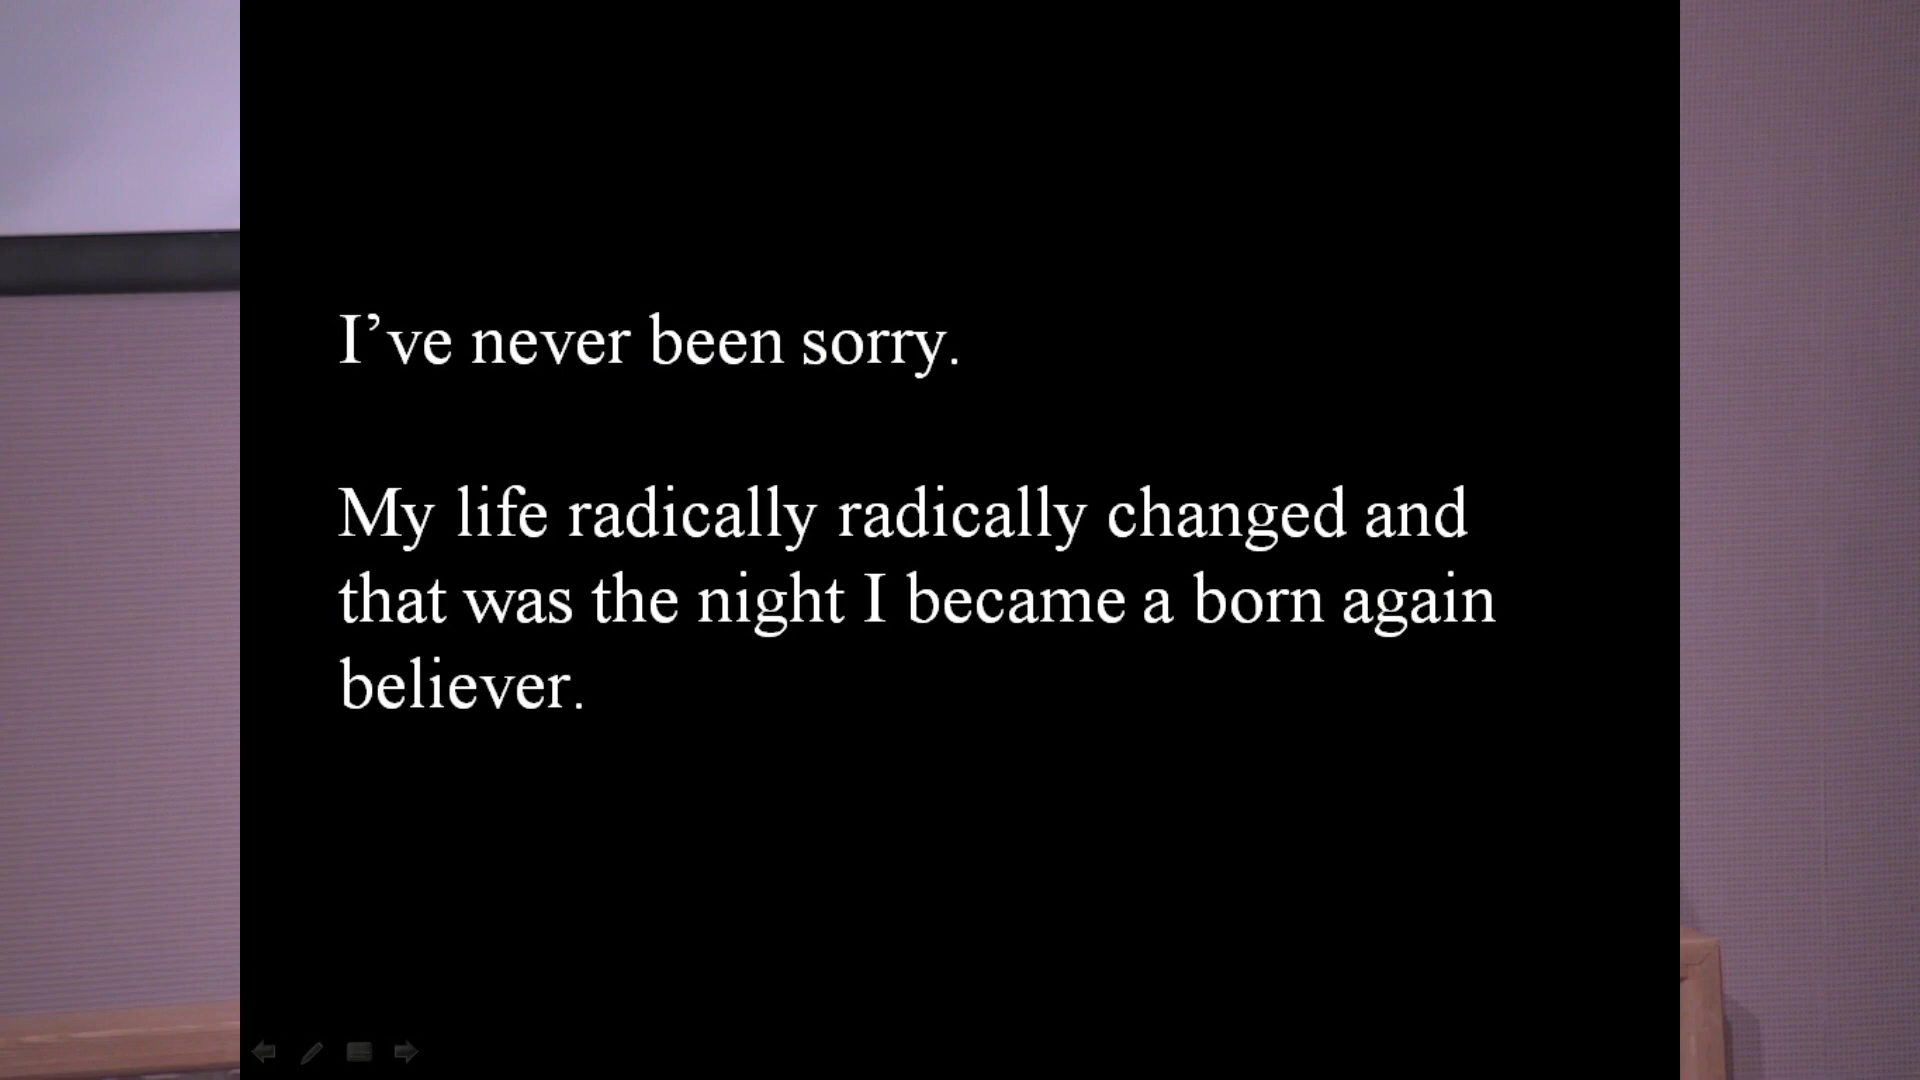 I’ve never been sorry.
My life radically radically changed and
that was the night I became a born again
believer.